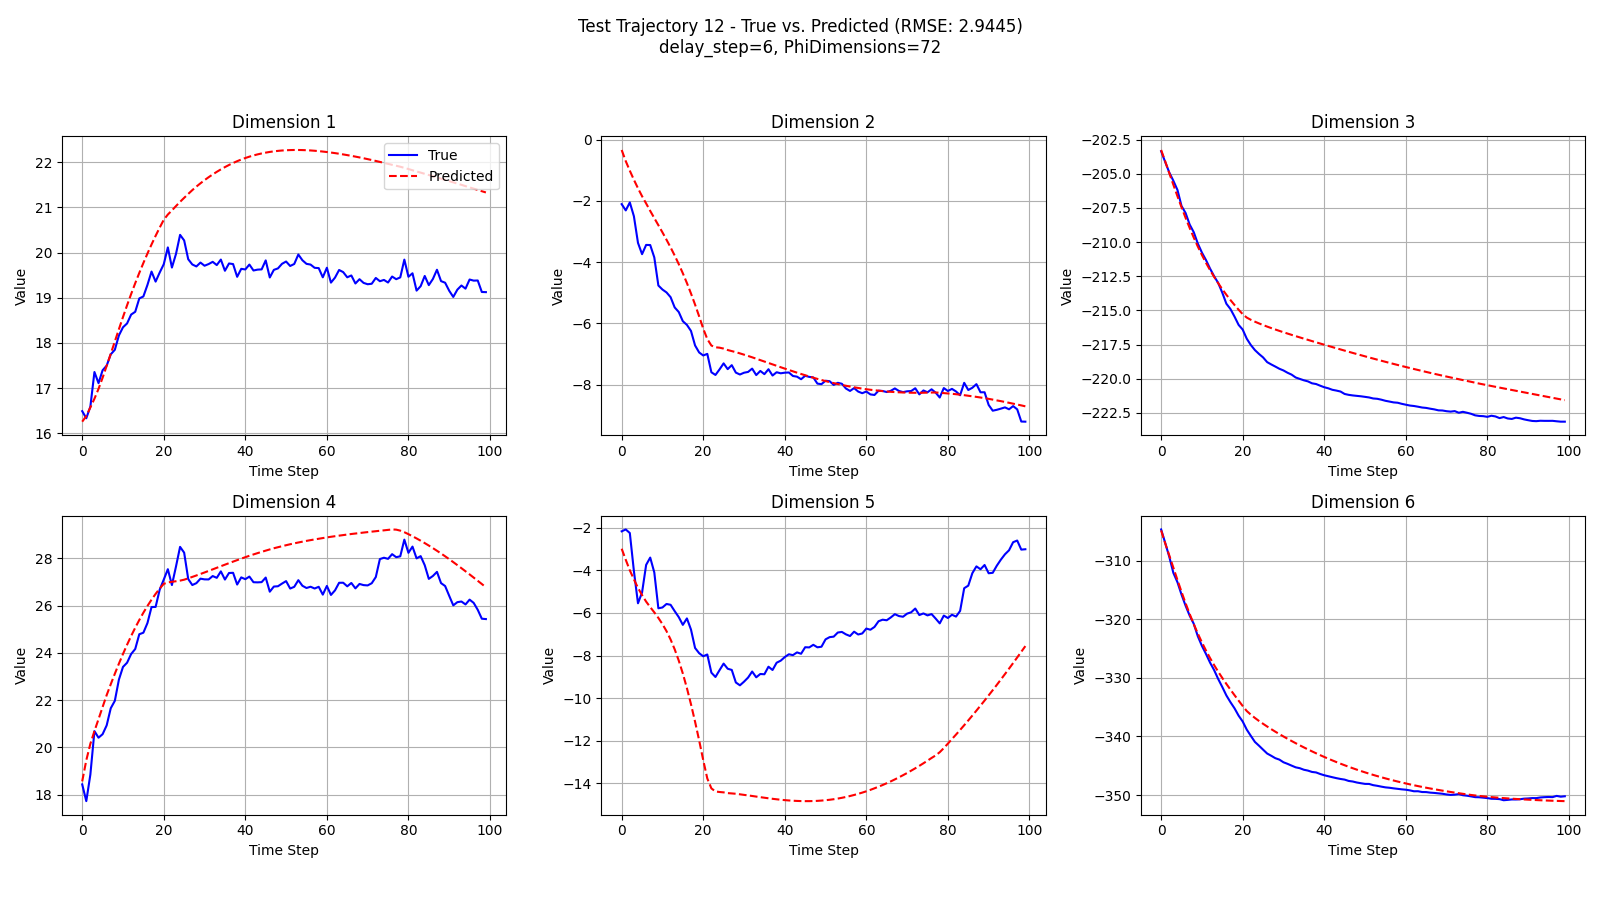 Test Trajectory 12 - True vs. Predicted (RMSE: 2.9445)
delay_step=6, PhiDimensions=72
Dimension 1
Value
22
21
20
19
18
17
16
0 20 40 60 80 100
Time Step
True
Predicted
Dimension 2
Value
0
−2
−4
−6
−8
0 20 40 60 80 100
Time Step
Dimension 3
Value
−202.5
−205.0
−207.5
−210.0
−212.5
−215.0
−217.5
−220.0
−222.5
0 20 40 60 80 100
Time Step
Dimension 4
Value
28
26
24
22
20
18
0 20 40 60 80 100
Time Step
Dimension 5
Value
−2
−4
−6
−8
−10
−12
−14
0 20 40 60 80 100
Time Step
Dimension 6
Value
−310
−320
−330
−340
−350
0 20 40 60 80 100
Time Step